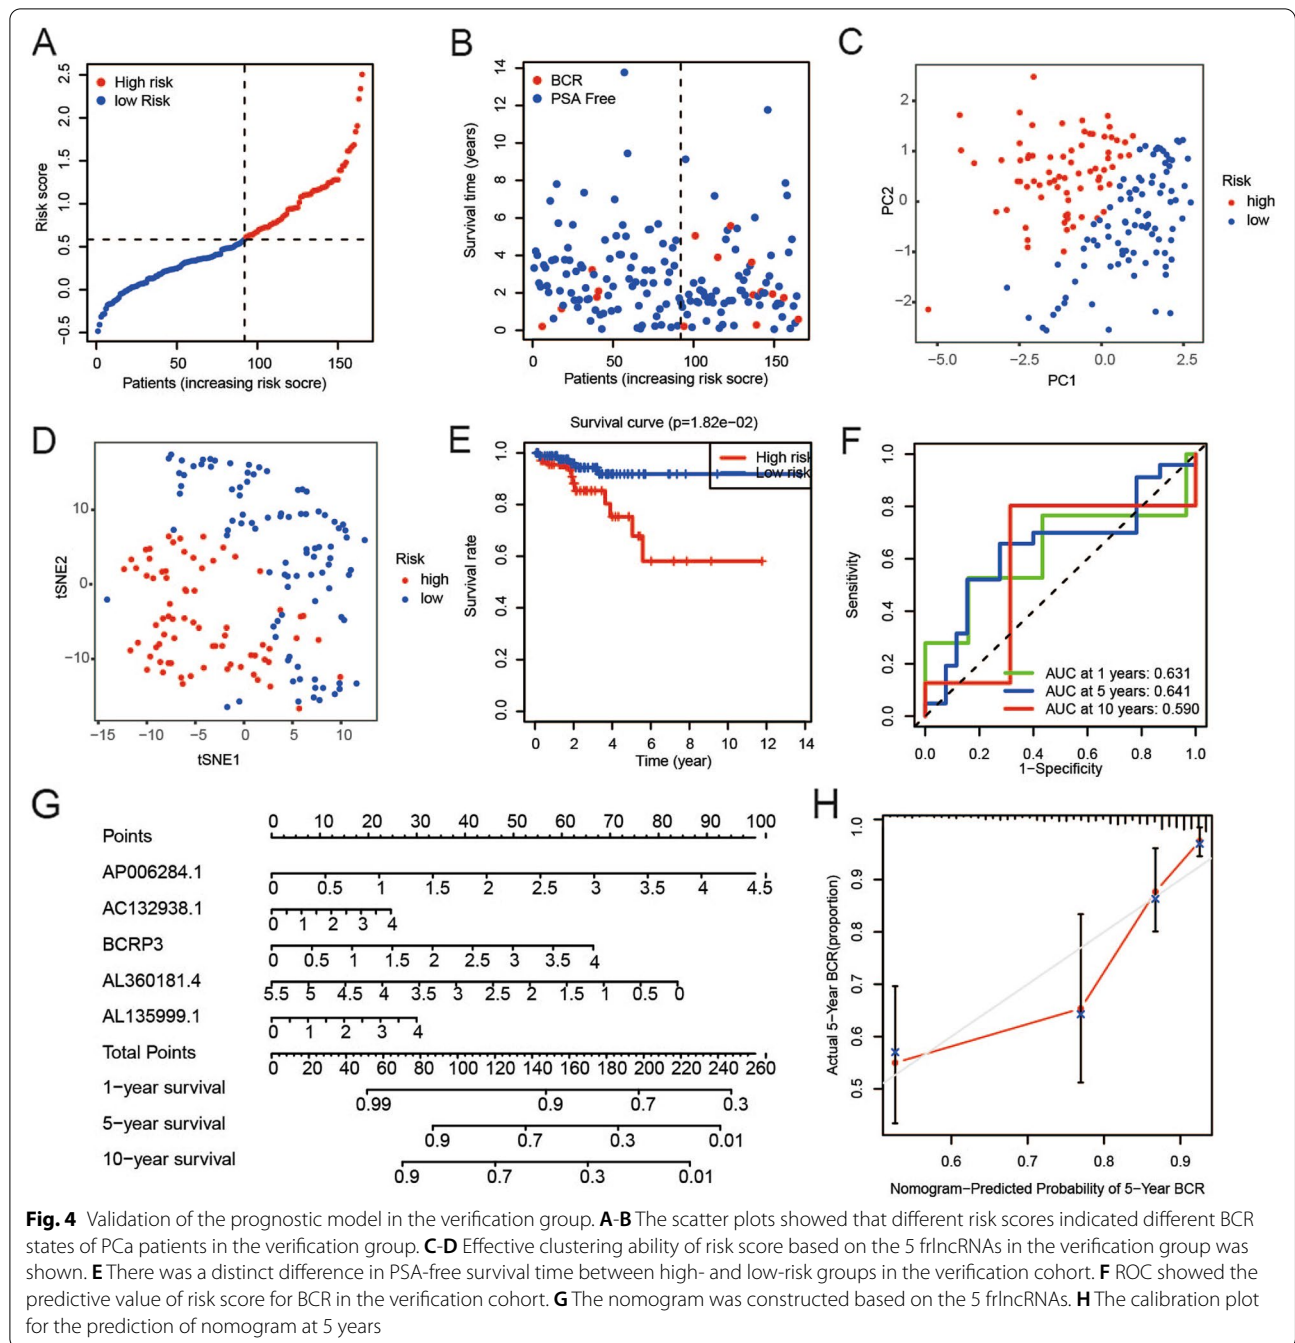 A
High risk
low Risk
Risk score
2.5
2.0
1.5
1.0
0.5
0.0
−0.5
0 50 100 150
Patients (increasing risk socre)
B
BCR
PSA Free
Survival time (years)
14
12
10
8
6
4
2
0
0 50 100 150
Patients (increasing risk socre)
C
PC2
2
1
0
−1
−2
−5.0 −2.5 0.0 2.5
PC1
Risk
high
low
D
tSNE2
10
0
−10
−15 −10 −5 0 5 10
tSNE1
Risk
high
low
E
Survival curve (p=1.82e−02)
High risk
Low risk
Survival rate
1.0
0.8
0.6
0.4
0.2
0.0
0 2 4 6 8 10 12 14
Time (year)
F
Sensitivity
1.0
0.8
0.6
0.4
0.2
0.0
AUC at 1 years: 0.631
AUC at 5 years: 0.641
AUC at 10 years: 0.590
0.0 0.2 0.4 0.6 0.8 1.0
1−Specificity
G
Points 0 10 20 30 40 50 60 70 80 90 100
AP006284.1 0 0.5 1 1.5 2 2.5 3 3.5 4 4.5
AC132938.1 0 1 2 3 4
BCRP3 0 0.5 1 1.5 2 2.5 3 3.5 4
AL360181.4 5.5 5 4.5 4 3.5 3 2.5 2 1.5 1 0.5 0
AL135999.1 0 1 2 3 4
Total Points 0 20 40 60 80 100 120 140 160 180 200 220 240 260
1−year survival 0.99 0.9 0.7 0.3
5−year survival 0.9 0.7 0.3 0.01
10−year survival 0.9 0.7 0.3 0.01
H
Actual 5−Year BCR(proportion)
1.0
0.9
0.8
0.7
0.6
0.5
0.6 0.7 0.8 0.9
Nomogram−Predicted Probability of 5−Year BCR
Fig. 4 Validation of the prognostic model in the verification group. A-B The scatter plots showed that different risk scores indicated different BCR
states of PCa patients in the verification group. C-D Effective clustering ability of risk score based on the 5 frlncRNAs in the verification group was
shown. E There was a distinct difference in PSA-free survival time between high- and low-risk groups in the verification cohort. F ROC showed the
predictive value of risk score for BCR in the verification cohort. G The nomogram was constructed based on the 5 frlncRNAs. H The calibration plot
for the prediction of nomogram at 5 years